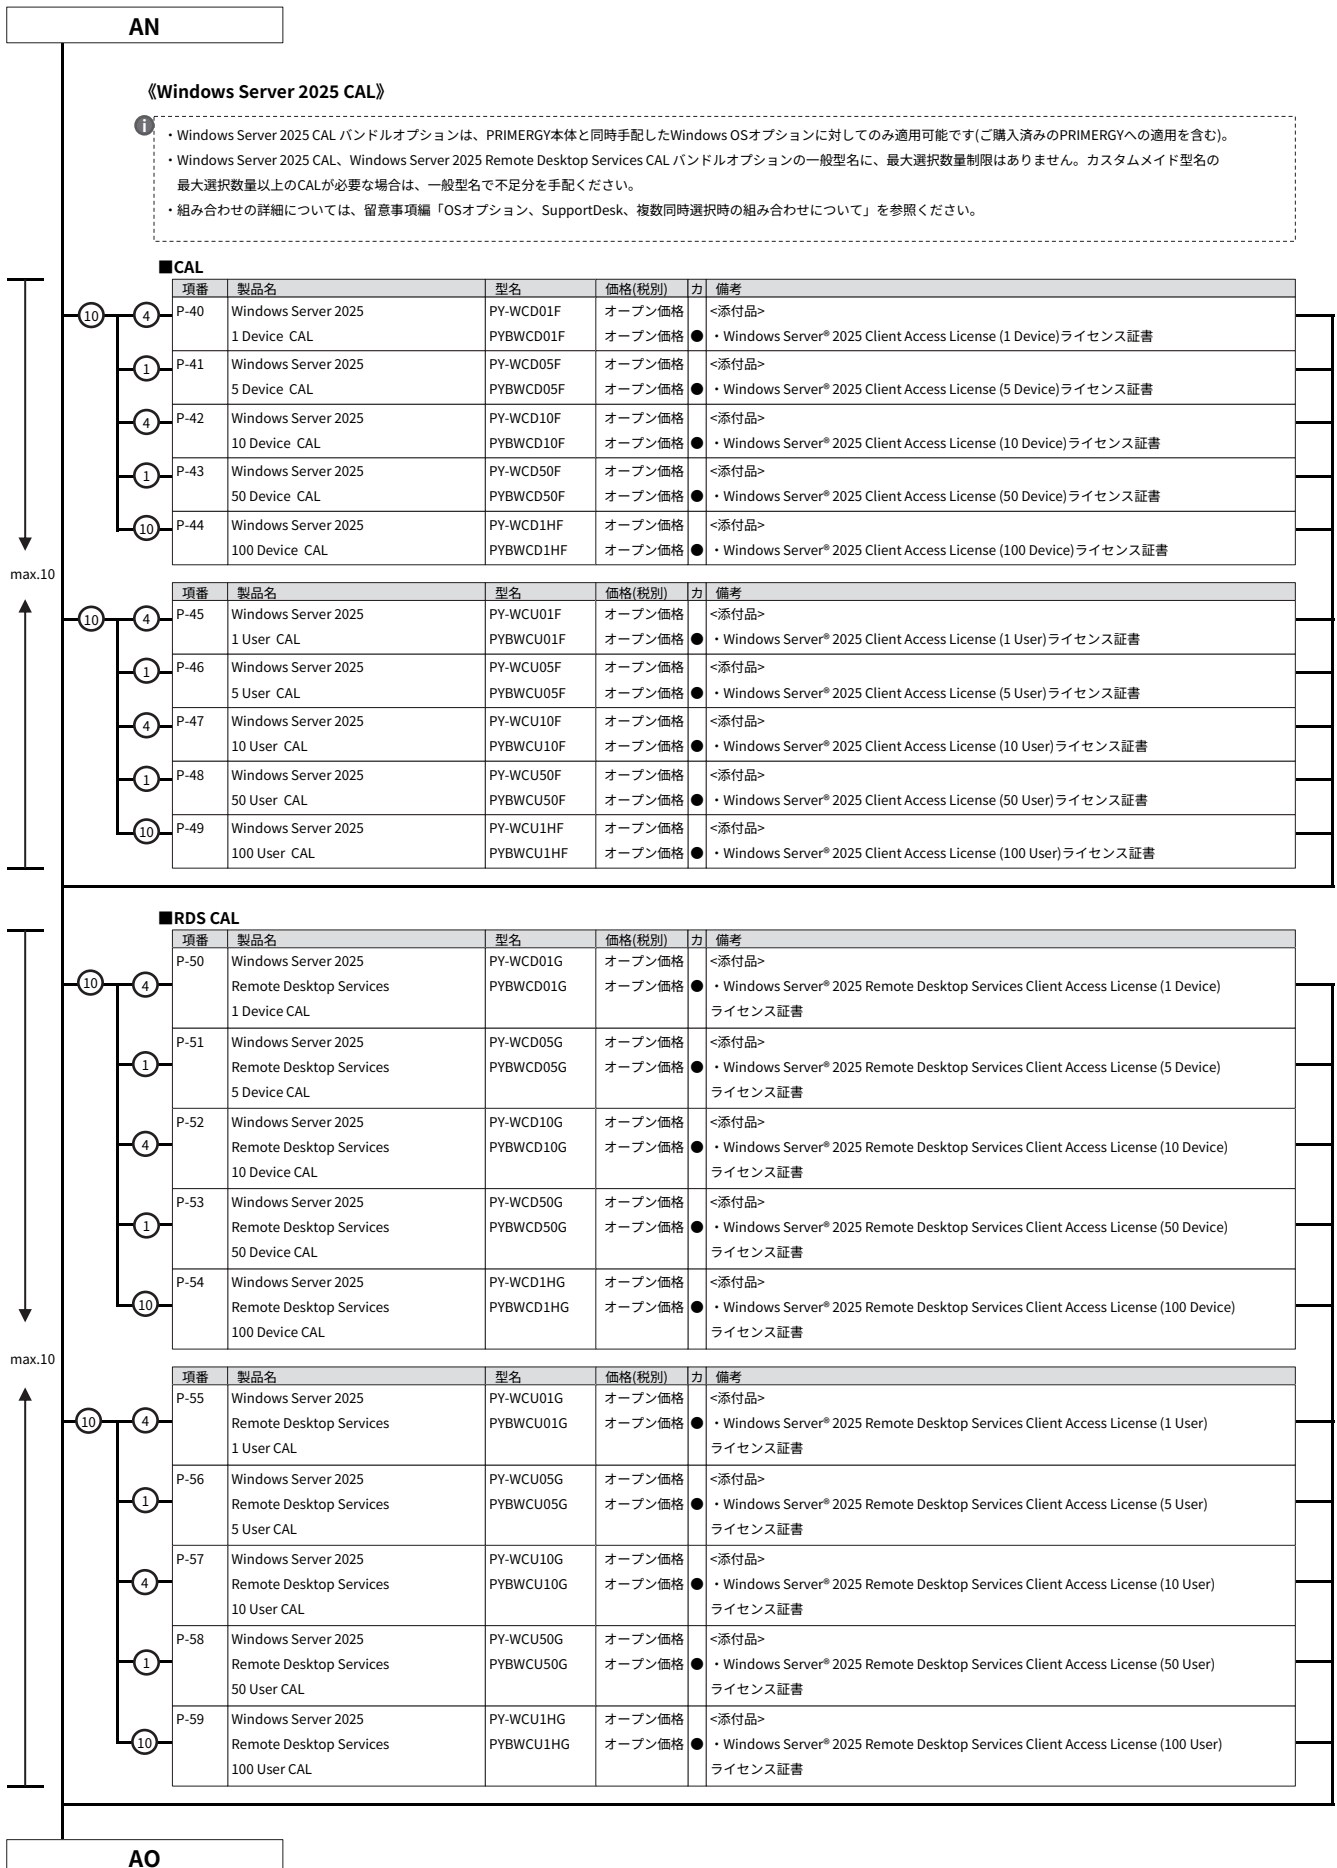 AN
《Windows Server 2025 CAL》
i
・Windows Server 2025 CAL バンドルオプションは、PRIMERGY本体と同時手配したWindows OSオプションに対してのみ適用可能です(ご購入済みのPRIMERGYへの適用を含む)。
・Windows Server 2025 CAL、Windows Server 2025 Remote Desktop Services CAL バンドルオプションの一般型名に、最大選択数量制限はありません。カスタムメイド型名の
最大選択数量以上のCALが必要な場合は、一般型名で不足分を手配ください。
・組み合わせの詳細については、留意事項編「OSオプション、SupportDesk、複数同時選択時の組み合わせについて」を参照ください。
■CAL
項番 製品名 型名 価格(税別) カ 備考
10 4 P-40 Windows Server 2025 PY-WCD01F オープン価格 <添付品>
1 Device CAL PYBWCD01F オープン価格 ● ・Windows Server® 2025 Client Access License (1 Device)ライセンス証書
1 P-41 Windows Server 2025 PY-WCD05F オープン価格 <添付品>
5 Device CAL PYBWCD05F オープン価格 ● ・Windows Server® 2025 Client Access License (5 Device)ライセンス証書
4 P-42 Windows Server 2025 PY-WCD10F オープン価格 <添付品>
10 Device CAL PYBWCD10F オープン価格 ● ・Windows Server® 2025 Client Access License (10 Device)ライセンス証書
1 P-43 Windows Server 2025 PY-WCD50F オープン価格 <添付品>
50 Device CAL PYBWCD50F オープン価格 ● ・Windows Server® 2025 Client Access License (50 Device)ライセンス証書
10 P-44 Windows Server 2025 PY-WCD1HF オープン価格 <添付品>
100 Device CAL PYBWCD1HF オープン価格 ● ・Windows Server® 2025 Client Access License (100 Device)ライセンス証書
max.10
項番 製品名 型名 価格(税別) カ 備考
10 4 P-45 Windows Server 2025 PY-WCU01F オープン価格 <添付品>
1 User CAL PYBWCU01F オープン価格 ● ・Windows Server® 2025 Client Access License (1 User)ライセンス証書
1 P-46 Windows Server 2025 PY-WCU05F オープン価格 <添付品>
5 User CAL PYBWCU05F オープン価格 ● ・Windows Server® 2025 Client Access License (5 User)ライセンス証書
4 P-47 Windows Server 2025 PY-WCU10F オープン価格 <添付品>
10 User CAL PYBWCU10F オープン価格 ● ・Windows Server® 2025 Client Access License (10 User)ライセンス証書
1 P-48 Windows Server 2025 PY-WCU50F オープン価格 <添付品>
50 User CAL PYBWCU50F オープン価格 ● ・Windows Server® 2025 Client Access License (50 User)ライセンス証書
10 P-49 Windows Server 2025 PY-WCU1HF オープン価格 <添付品>
100 User CAL PYBWCU1HF オープン価格 ● ・Windows Server® 2025 Client Access License (100 User)ライセンス証書
■RDS CAL
項番 製品名 型名 価格(税別) カ 備考
P-50 Windows Server 2025 PY-WCD01G オープン価格 <添付品>
10 4 Remote Desktop Services PYBWCD01G オープン価格 ● ・Windows Server® 2025 Remote Desktop Services Client Access License (1 Device)
1 Device CAL ライセンス証書
P-51 Windows Server 2025 PY-WCD05G オープン価格 <添付品>
1 Remote Desktop Services PYBWCD05G オープン価格 ● ・Windows Server® 2025 Remote Desktop Services Client Access License (5 Device)
5 Device CAL ライセンス証書
P-52 Windows Server 2025 PY-WCD10G オープン価格 <添付品>
4 Remote Desktop Services PYBWCD10G オープン価格 ● ・Windows Server® 2025 Remote Desktop Services Client Access License (10 Device)
10 Device CAL ライセンス証書
P-53 Windows Server 2025 PY-WCD50G オープン価格 <添付品>
1 Remote Desktop Services PYBWCD50G オープン価格 ● ・Windows Server® 2025 Remote Desktop Services Client Access License (50 Device)
50 Device CAL ライセンス証書
P-54 Windows Server 2025 PY-WCD1HG オープン価格 <添付品>
10 Remote Desktop Services PYBWCD1HG オープン価格 ● ・Windows Server® 2025 Remote Desktop Services Client Access License (100 Device)
100 Device CAL ライセンス証書
max.10
項番 製品名 型名 価格(税別) カ 備考
P-55 Windows Server 2025 PY-WCU01G オープン価格 <添付品>
10 4 Remote Desktop Services PYBWCU01G オープン価格 ● ・Windows Server® 2025 Remote Desktop Services Client Access License (1 User)
1 User CAL ライセンス証書
P-56 Windows Server 2025 PY-WCU05G オープン価格 <添付品>
1 Remote Desktop Services PYBWCU05G オープン価格 ● ・Windows Server® 2025 Remote Desktop Services Client Access License (5 User)
5 User CAL ライセンス証書
P-57 Windows Server 2025 PY-WCU10G オープン価格 <添付品>
4 Remote Desktop Services PYBWCU10G オープン価格 ● ・Windows Server® 2025 Remote Desktop Services Client Access License (10 User)
10 User CAL ライセンス証書
P-58 Windows Server 2025 PY-WCU50G オープン価格 <添付品>
1 Remote Desktop Services PYBWCU50G オープン価格 ● ・Windows Server® 2025 Remote Desktop Services Client Access License (50 User)
50 User CAL ライセンス証書
P-59 Windows Server 2025 PY-WCU1HG オープン価格 <添付品>
10 Remote Desktop Services PYBWCU1HG オープン価格 ● ・Windows Server® 2025 Remote Desktop Services Client Access License (100 User)
100 User CAL ライセンス証書
AO